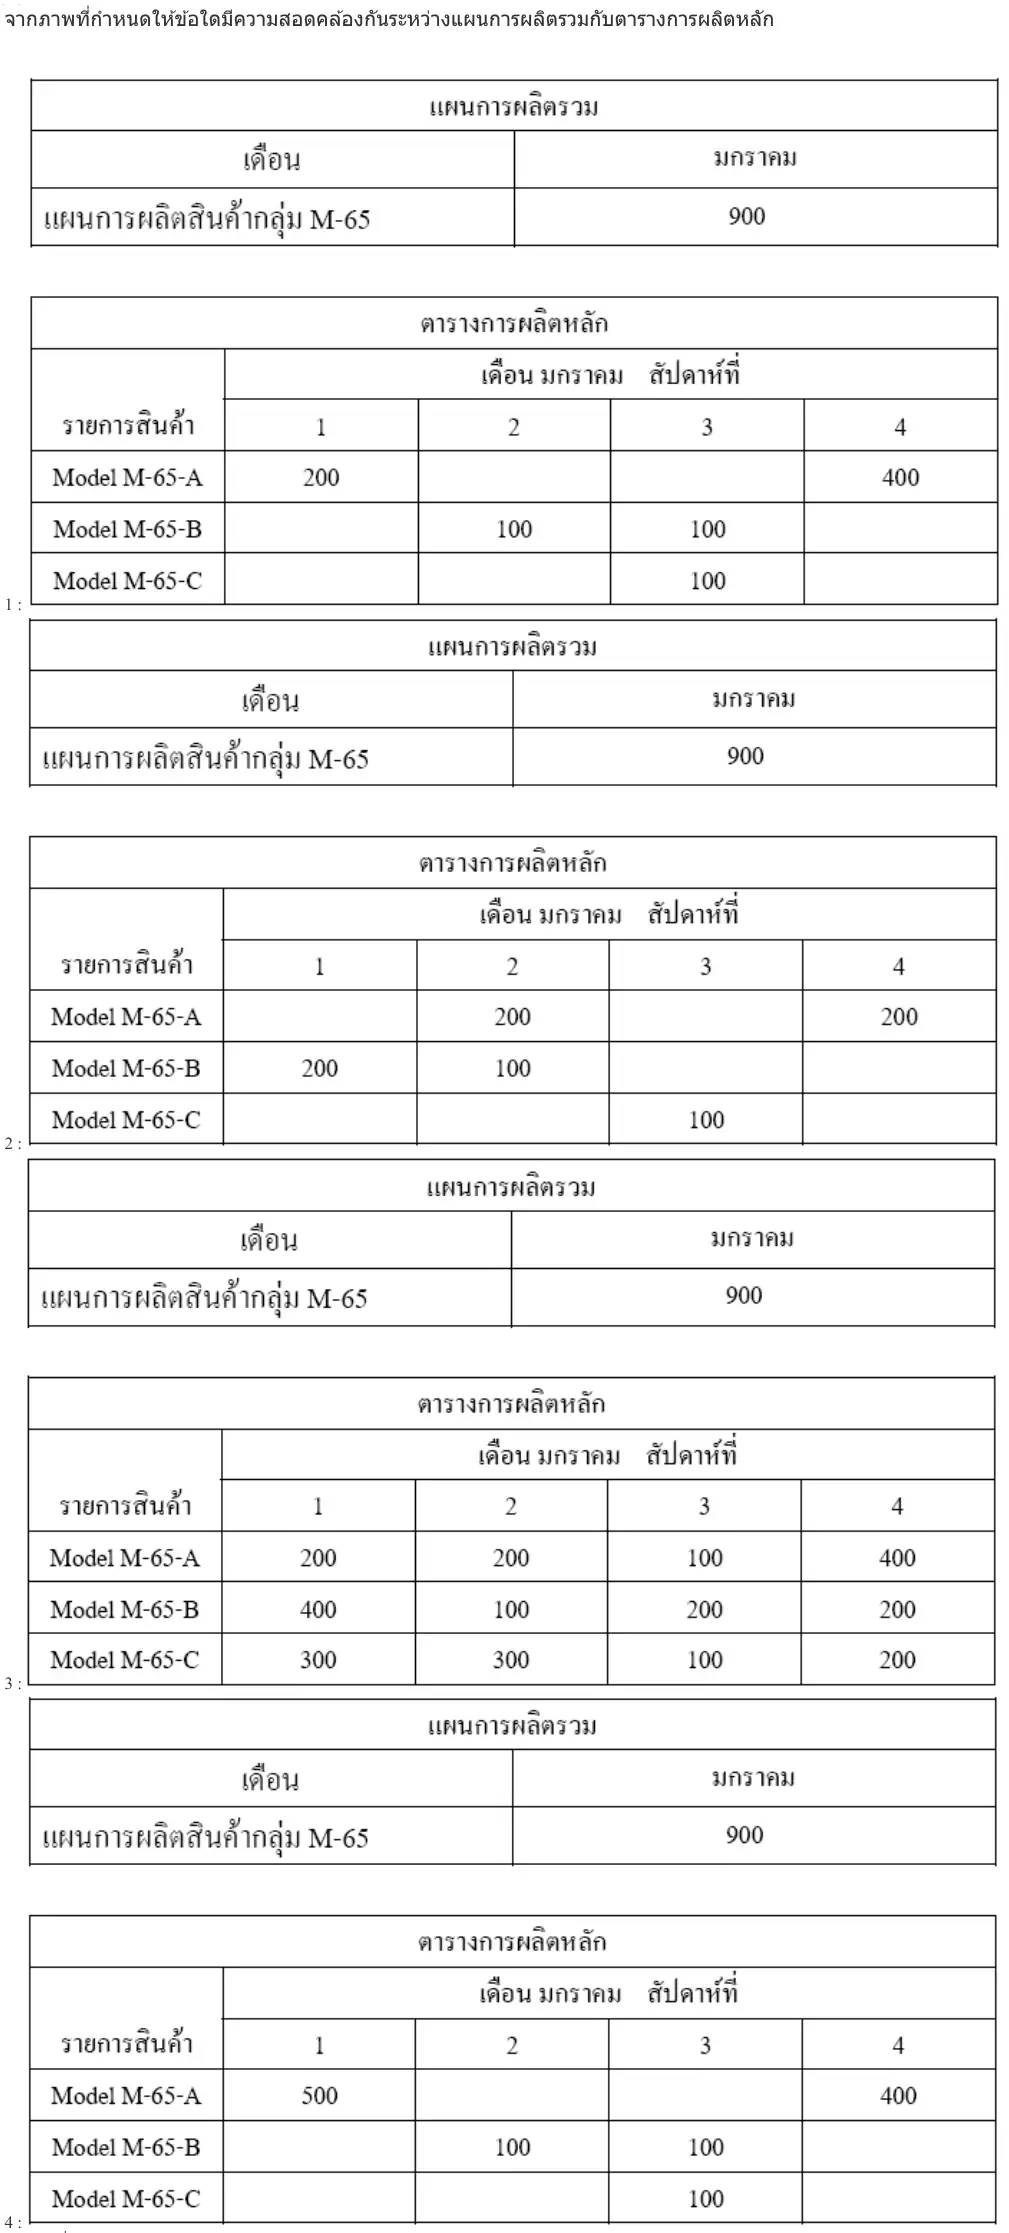 จากภาพที่กำหนดให้ข้อใดมีความสอดคล้องกันระหว่างแผนการผลิตรวมกับตารางการผลิตหลัก
แผนการผลิตรวม
เดือน มกราคม
แผนการผลิตสินค้ากลุ่ม M-65 900
ตารางการผลิตหลัก
เดือน มกราคม สัปดาห์ที่
รายการสินค้า 1 2 3 4
Model M-65-A 200 400
Model M-65-B 100 100
Model M-65-C 100
1 :
แผนการผลิตรวม
เดือน มกราคม
แผนการผลิตสินค้ากลุ่ม M-65 900
ตารางการผลิตหลัก
เดือน มกราคม สัปดาห์ที่
รายการสินค้า 1 2 3 4
Model M-65-A 200 200
Model M-65-B 200 100
Model M-65-C 100
2 :
แผนการผลิตรวม
เดือน มกราคม
แผนการผลิตสินค้ากลุ่ม M-65 900
ตารางการผลิตหลัก
เดือน มกราคม สัปดาห์ที่
รายการสินค้า 1 2 3 4
Model M-65-A 200 200 100 400
Model M-65-B 400 100 200 200
Model M-65-C 300 300 100 200
3 :
แผนการผลิตรวม
เดือน มกราคม
แผนการผลิตสินค้ากลุ่ม M-65 900
ตารางการผลิตหลัก
เดือน มกราคม สัปดาห์ที่
รายการสินค้า 1 2 3 4
Model M-65-A 500 400
Model M-65-B 100 100
Model M-65-C 100
4 :